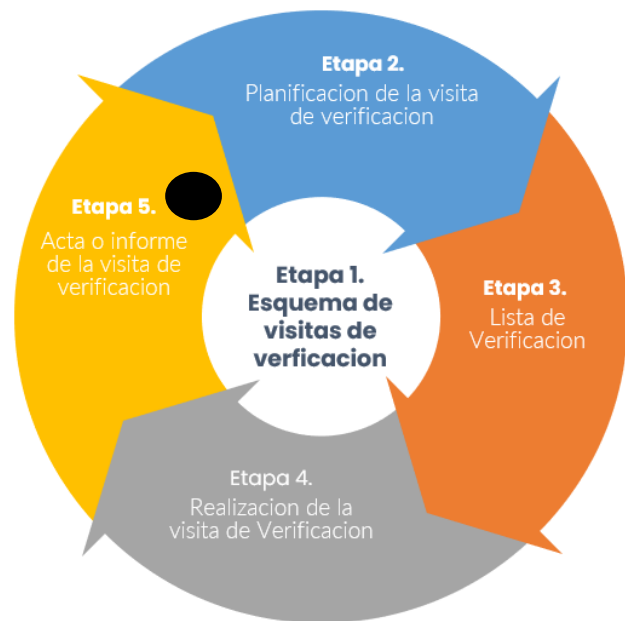 Etapa 1.
Esquema de
visitas de
verficacion
Etapa 2.
Planificacion de la visita
de verificacion
Etapa 3.
Lista de
Verificacion
Etapa 4.
Realizacion de la
visita de Verificacion
Etapa 5.
Acta o informe
de la visita de
verificacion